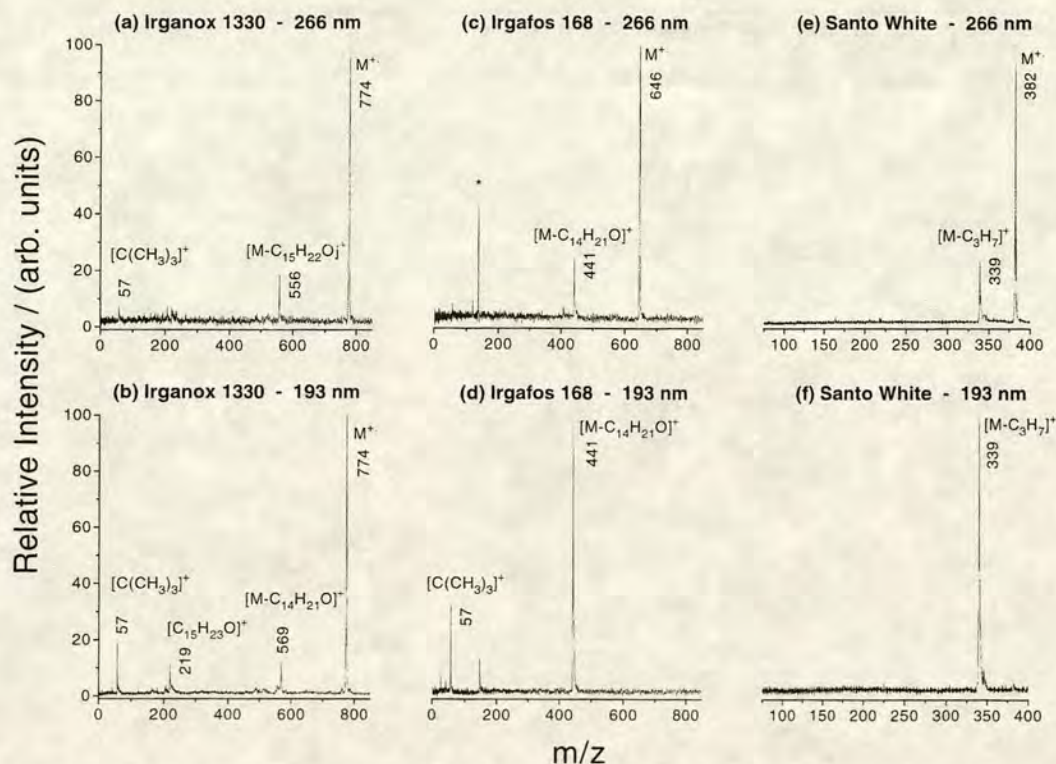 Relative Intensity / (arb. units)
(a) Irganox 1330 - 266 nm
100
80
60
40
20
0
0 200 400 600 800
[C(CH₃)₃]⁺
57
[M-C₁₅H₂₂O]⁺
556
M⁺·
774
(c) Irgafos 168 - 266 nm
0 200 400 600 800
*
[M-C₁₄H₂₁O]⁺
441
M⁺
646
(e) Santo White - 266 nm
100 150 200 250 300 350 400
[M-C₃H₇]⁺
339
M⁺·
382
(b) Irganox 1330 - 193 nm
100
80
60
40
20
0
0 200 400 600 800
[C(CH₃)₃]⁺
57
[C₁₅H₂₃O]⁺
219
[M-C₁₄H₂₁O]⁺
569
M⁺·
774
(d) Irgafos 168 - 193 nm
0 200 400 600 800
[C(CH₃)₃]⁺
57
[M-C₁₄H₂₁O]⁺
441
(f) Santo White - 193 nm
100 150 200 250 300 350 400
[M-C₃H₇]⁺
339
m/z